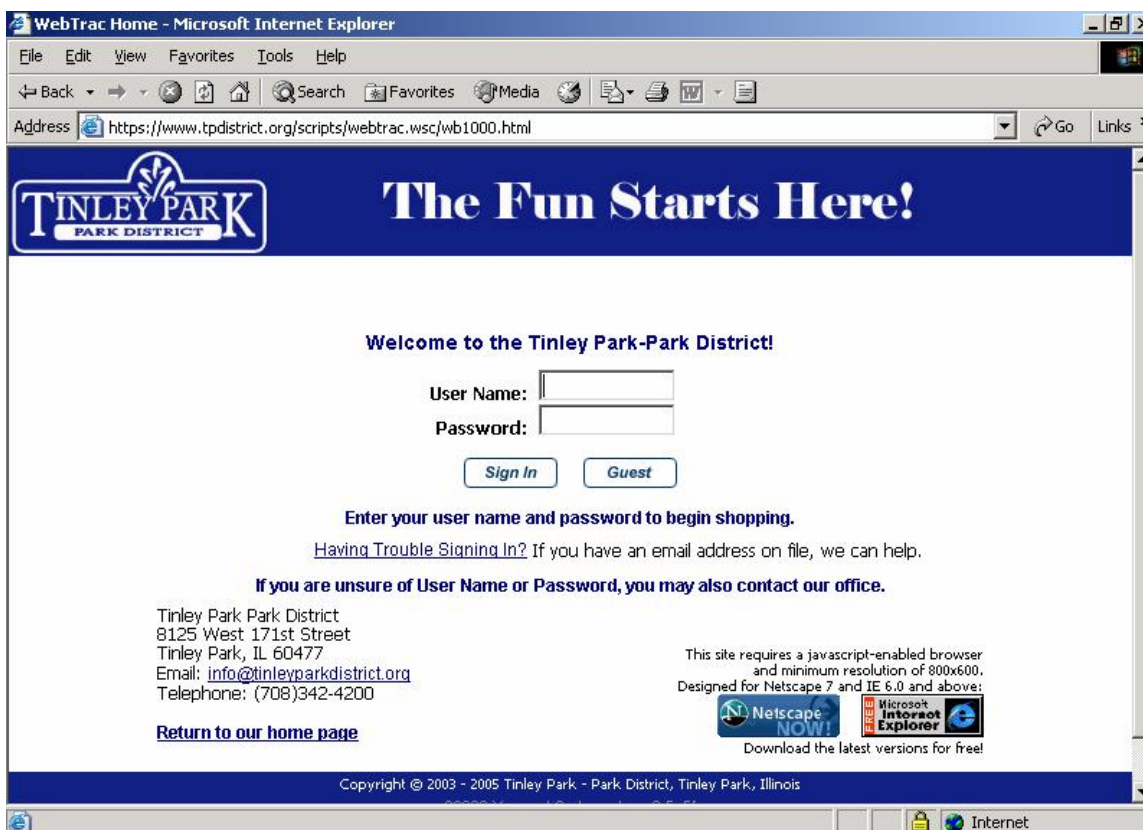 WebTrac Home - Microsoft Internet Explorer
File Edit View Favorites Tools Help
Back Search Favorites Media
Address https://www.tpdistrict.org/scripts/webtrac.wsc/wb1000.html Go Links
TINLEY PARK
PARK DISTRICT
The Fun Starts Here!
Welcome to the Tinley Park-Park District!
User Name:
Password:
Sign In Guest
Enter your user name and password to begin shopping.
Having Trouble Signing In? If you have an email address on file, we can help.
If you are unsure of User Name or Password, you may also contact our office.
Tinley Park Park District
8125 West 171st Street
Tinley Park, IL 60477
Email: info@tinleyparkdistrict.org
Telephone: (708)342-4200
Return to our home page
This site requires a javascript-enabled browser
and minimum resolution of 800x600.
Designed for Netscape 7 and IE 6.0 and above:
N Netscape
NOW!
FREE Microsoft
Internet
Explorer
Download the latest versions for free!
Copyright © 2003 - 2005 Tinley Park - Park District, Tinley Park, Illinois
Internet